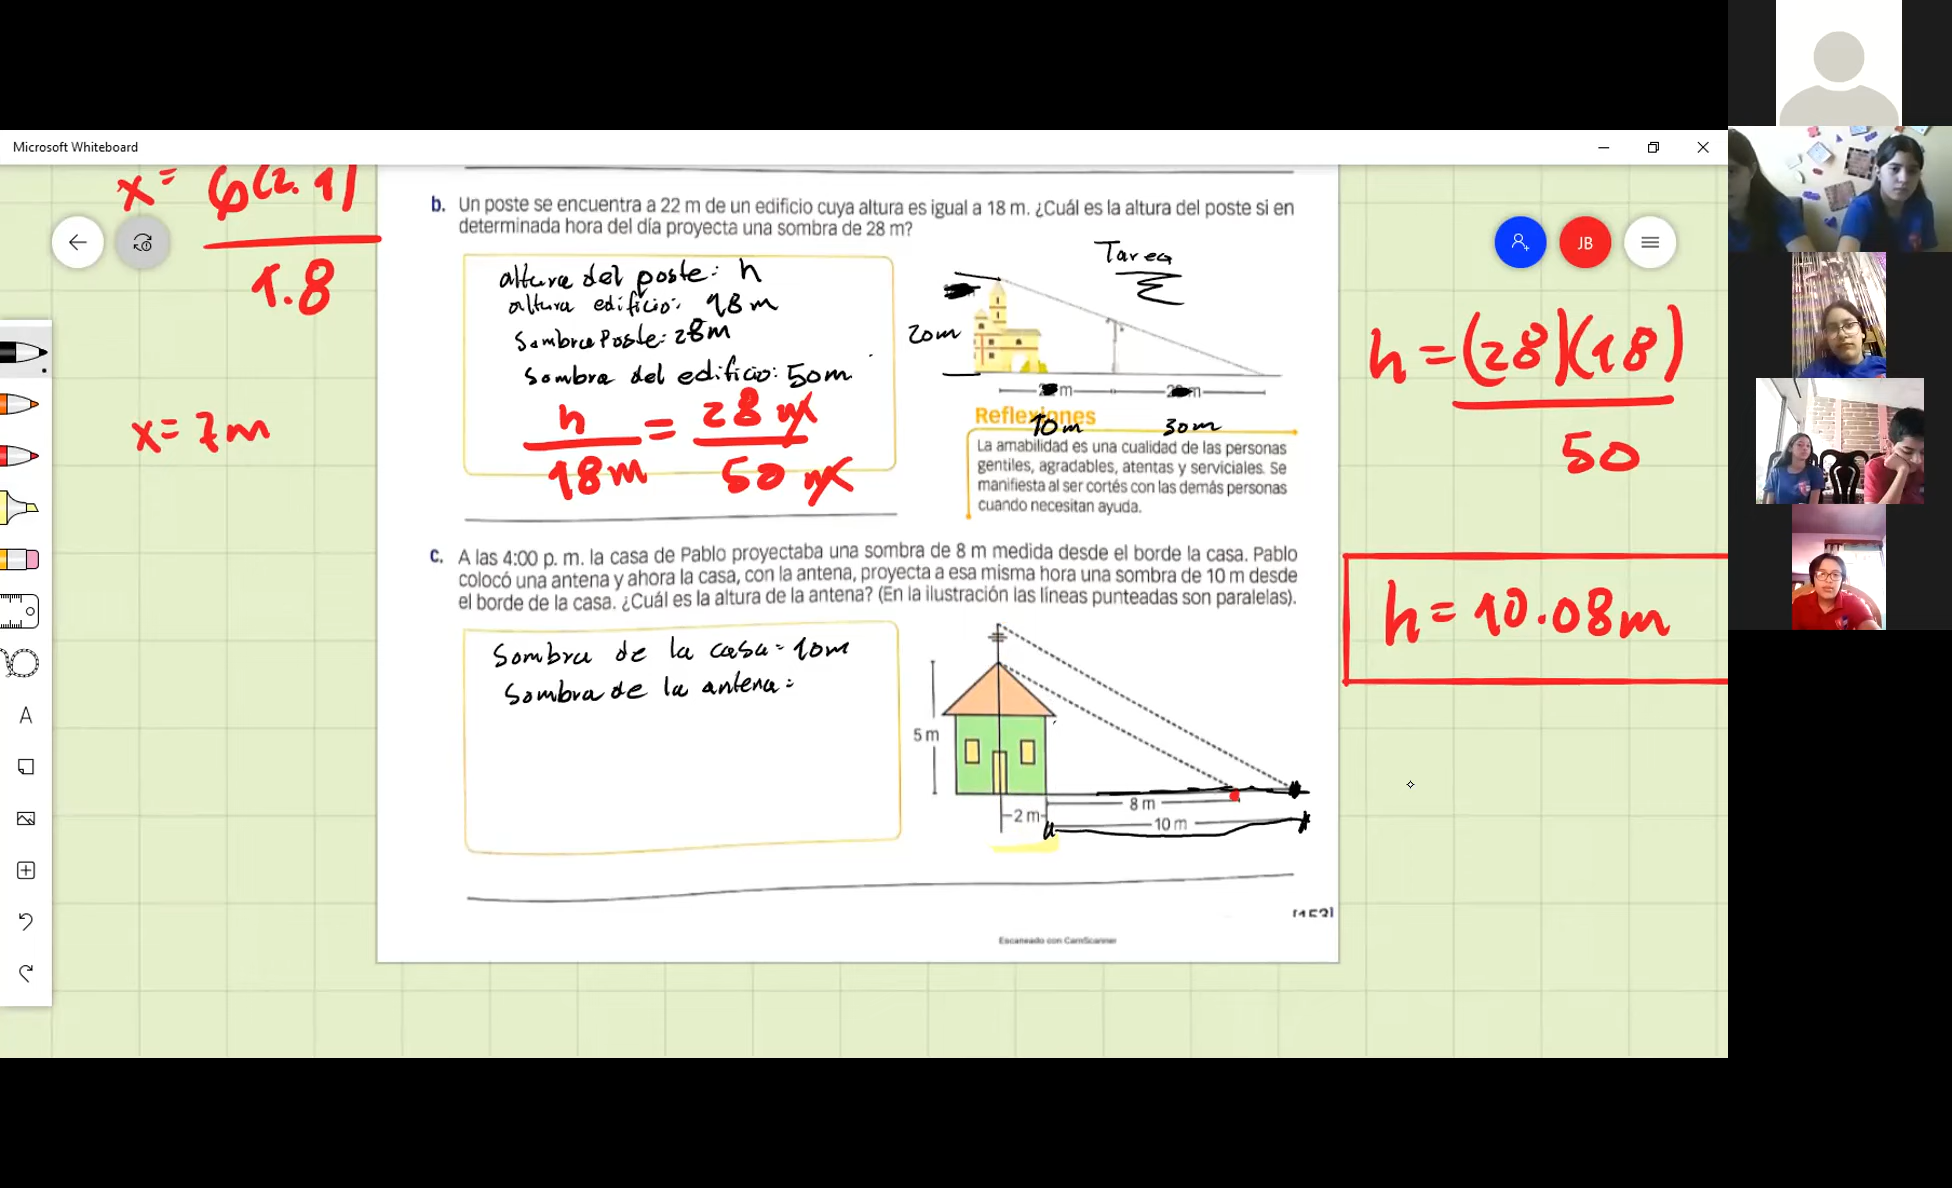 Microsoft Whiteboard
x = 6(2.1)
1.8
x = 7m
b. Un poste se encuentra a 22 m de un edificio cuya altura es igual a 18 m. ¿Cuál es la altura del poste si en
determinada hora del día proyecta una sombra de 28 m?
altura del poste: h
altura edificio: 18m
Sombra Poste: 28m
Sombra del edificio: 50m
h = 28 m
18m 50 m
Tarea
20m
m
m
10m 30m
Reflexiones
La amabilidad es una cualidad de las personas
gentiles, agradables, atentas y serviciales. Se
manifiesta al ser cortés con las demás personas
cuando necesitan ayuda.
JB
h = (28)(18)
50
h = 10.08m
c. A las 4:00 p. m. la casa de Pablo proyectaba una sombra de 8 m medida desde el borde la casa. Pablo
colocó una antena y ahora la casa, con la antena, proyecta a esa misma hora una sombra de 10 m desde
el borde de la casa. ¿Cuál es la altura de la antena? (En la ilustración las líneas punteadas son paralelas).
Sombra de la casa = 10m
Sombra de la antena =
5 m
8 m
2 m
10 m
Escaneado con CamScanner
A